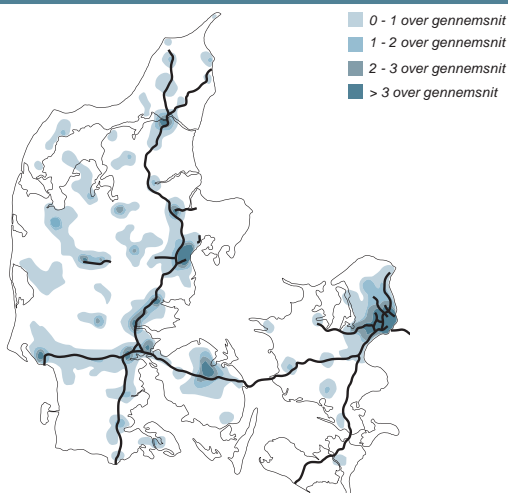 0 - 1 over gennemsnit
1 - 2 over gennemsnit
2 - 3 over gennemsnit
> 3 over gennemsnit